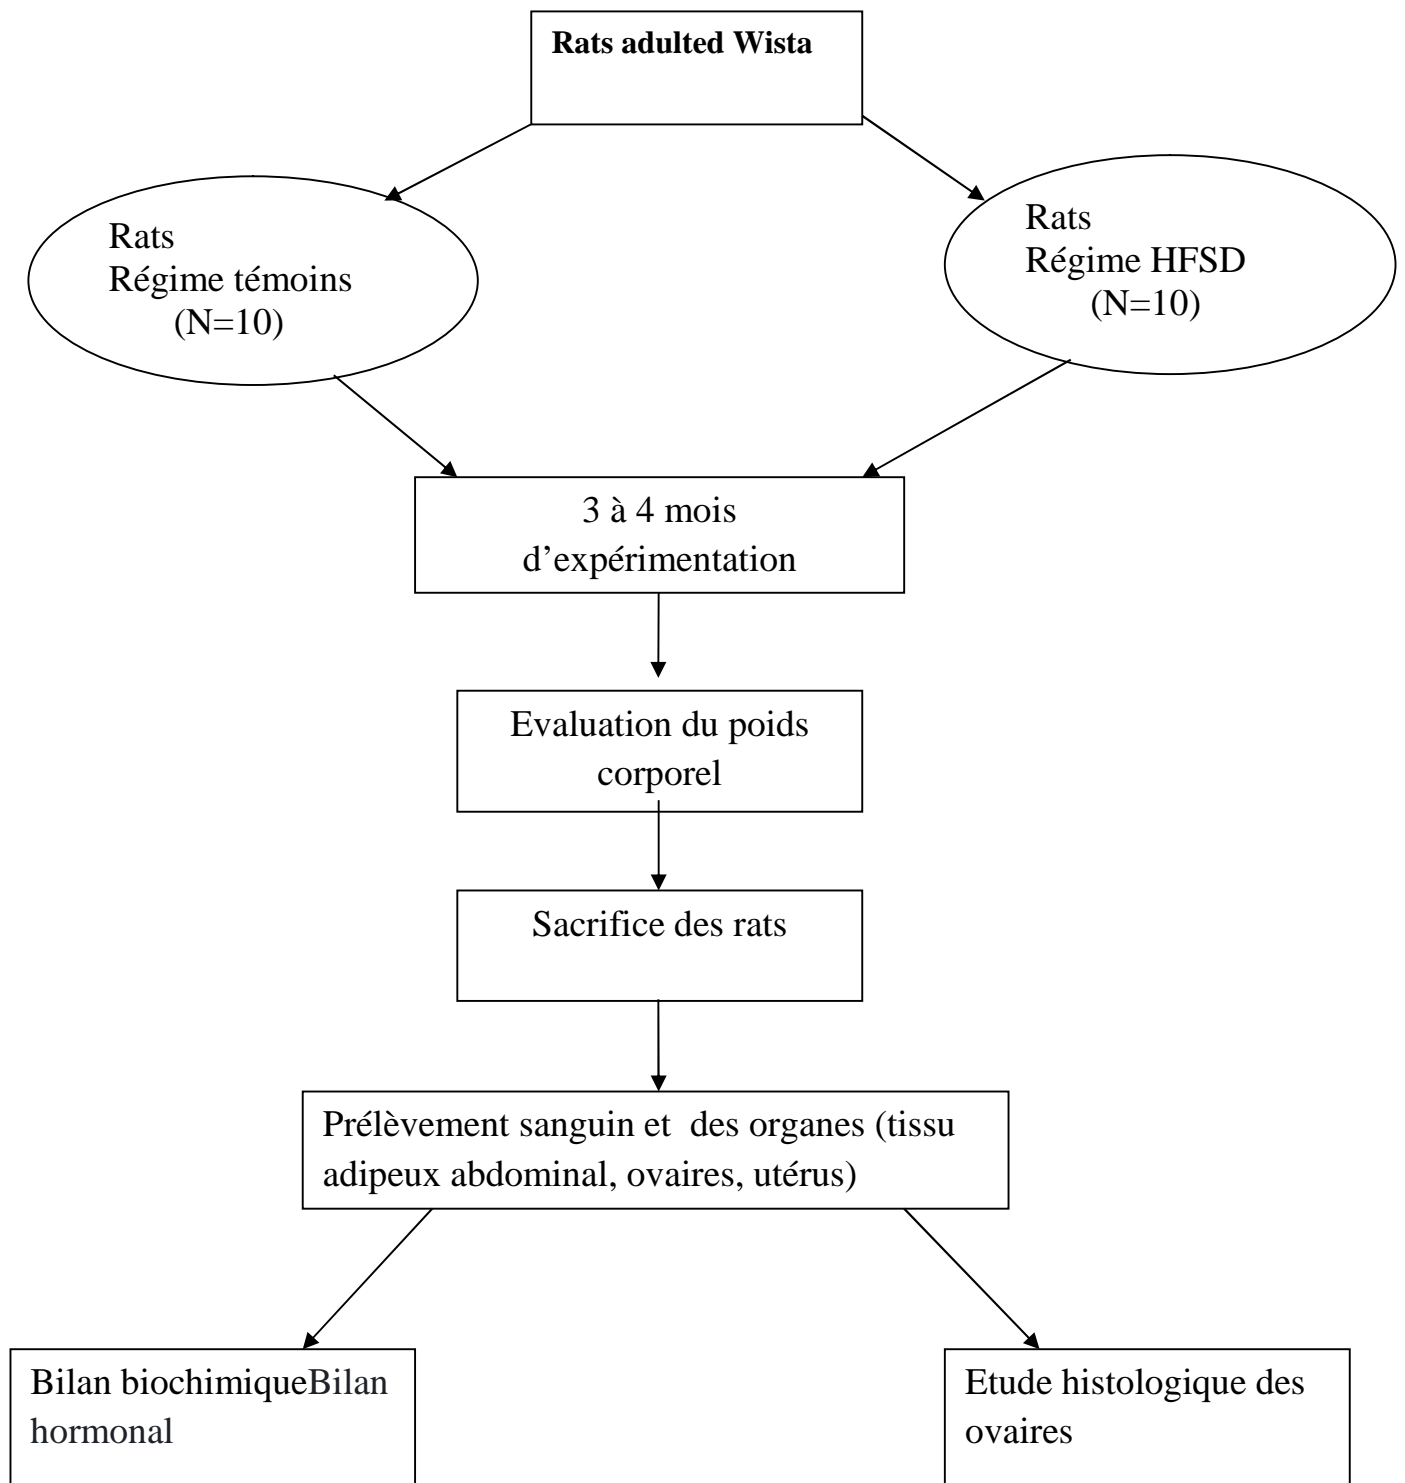 Rats adulted Wista
Rats
Régime témoins
(N=10)
Rats
Régime HFSD
(N=10)
3 à 4 mois
d’expérimentation
Evaluation du poids
corporel
Sacrifice des rats
Prélèvement sanguin et  des organes (tissu
adipeux abdominal, ovaires, utérus)
Bilan biochimiqueBilan
hormonal
Etude histologique des
ovaires